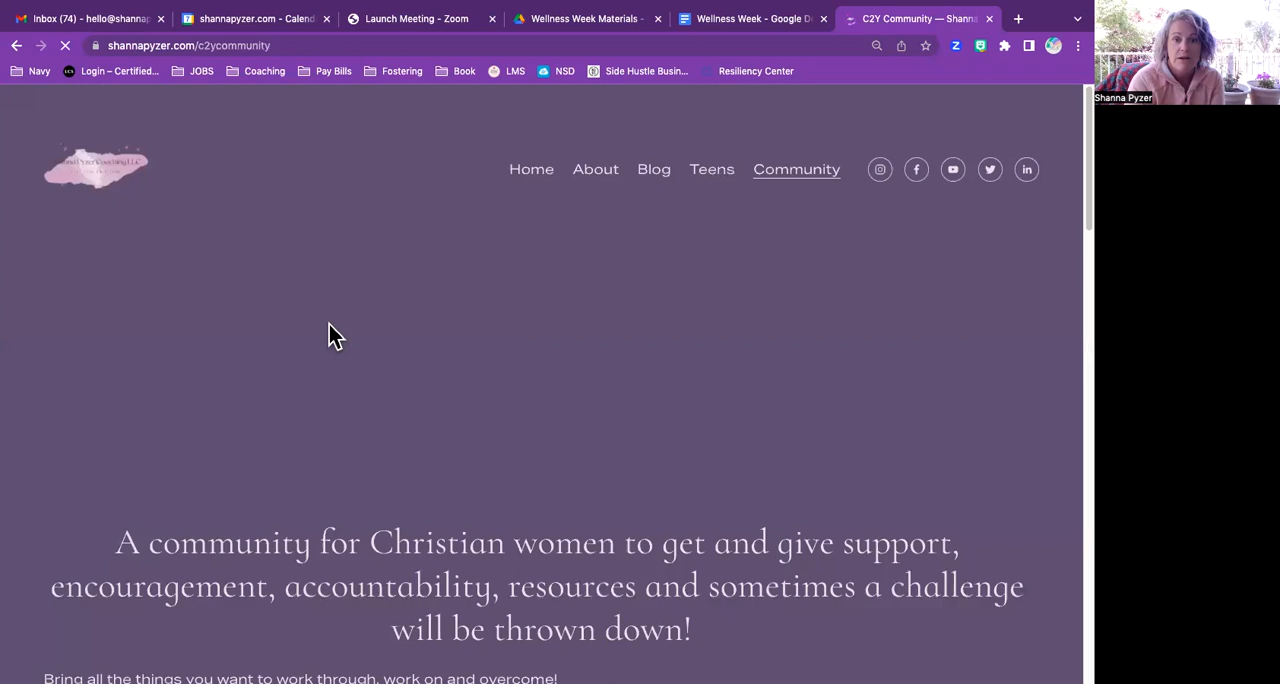 Inbox (74) - hello@shannap
shannapyzer.com - Calend
Launch Meeting - Zoom
Wellness Week Materials -
Wellness Week - Google D
C2Y Community — Shanna
shannapyzer.com/c2ycommunity
Navy
Login – Certified...
JOBS
Coaching
Pay Bills
Fostering
Book
LMS
NSD
Side Hustle Busin...
Resiliency Center
Shanna Pyzer
Home About Blog Teens Community
A community for Christian women to get and give support,
encouragement, accountability, resources and sometimes a challenge
will be thrown down!
Bring all the things you want to work through, work on and overcome!